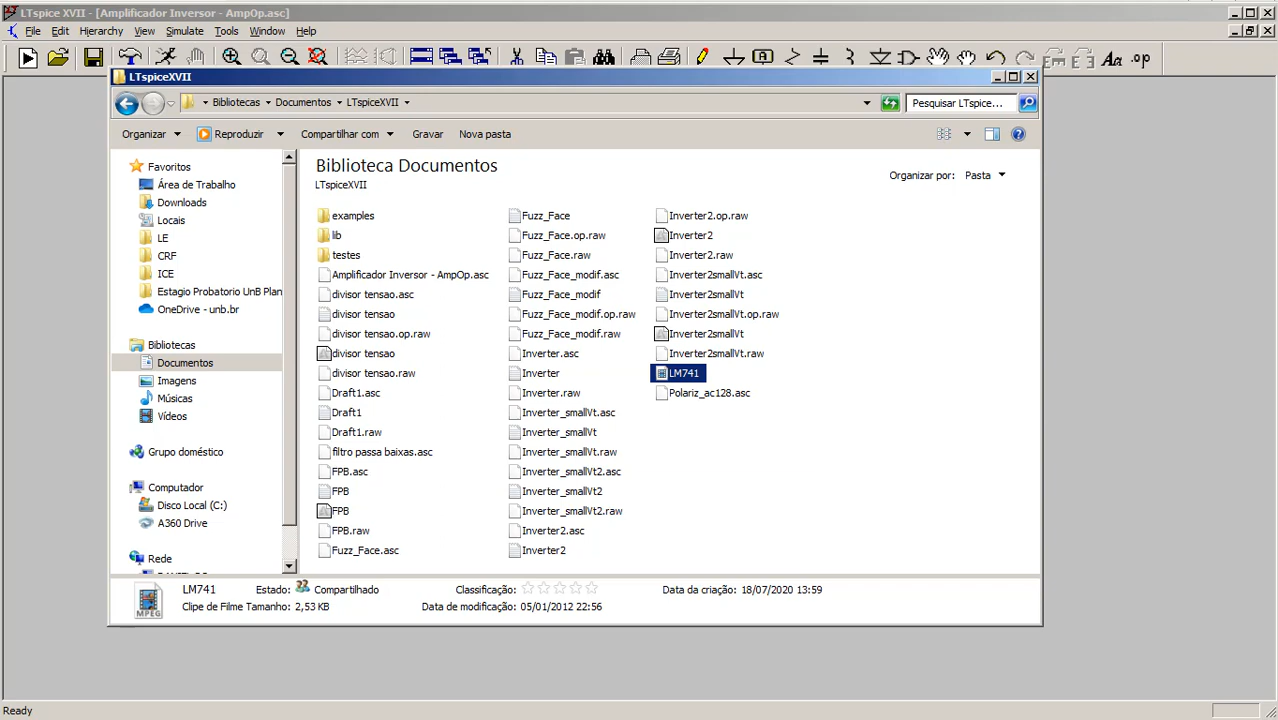 LTspice XVII - [Amplificador Inversor - AmpOp.asc]
File Edit Hierarchy View Simulate Tools Window Help
A Aa .op
LTspiceXVII
Bibliotecas Documentos LTspiceXVII Pesquisar LTspice...
Organizar Reproduzir Compartilhar com Gravar Nova pasta
Favoritos
Área de Trabalho
Downloads
Locais
LE
CRF
ICE
Estagio Probatorio UnB Plan
OneDrive - unb.br
Bibliotecas
Documentos
Imagens
Músicas
Vídeos
Grupo doméstico
Computador
Disco Local (C:)
A360 Drive
Rede
Biblioteca Documentos
LTspiceXVII
Organizar por: Pasta
examples
lib
testes
Amplificador Inversor - AmpOp.asc
divisor tensao.asc
divisor tensao
divisor tensao.op.raw
divisor tensao
divisor tensao.raw
Draft1.asc
Draft1
Draft1.raw
filtro passa baixas.asc
FPB.asc
FPB
FPB
FPB.raw
Fuzz_Face.asc
Fuzz_Face
Fuzz_Face.op.raw
Fuzz_Face.raw
Fuzz_Face_modif.asc
Fuzz_Face_modif
Fuzz_Face_modif.op.raw
Fuzz_Face_modif.raw
Inverter.asc
Inverter
Inverter.raw
Inverter_smallVt.asc
Inverter_smallVt
Inverter_smallVt.raw
Inverter_smallVt2.asc
Inverter_smallVt2
Inverter_smallVt2.raw
Inverter2.asc
Inverter2
Inverter2.op.raw
Inverter2
Inverter2.raw
Inverter2smallVt.asc
Inverter2smallVt
Inverter2smallVt.op.raw
Inverter2smallVt
Inverter2smallVt.raw
LM741
Polariz_ac128.asc
MPEG
LM741 Estado: Compartilhado Classificação: Data da criação: 18/07/2020 13:59
Clipe de Filme Tamanho: 2,53 KB Data de modificação: 05/01/2012 22:56
Ready